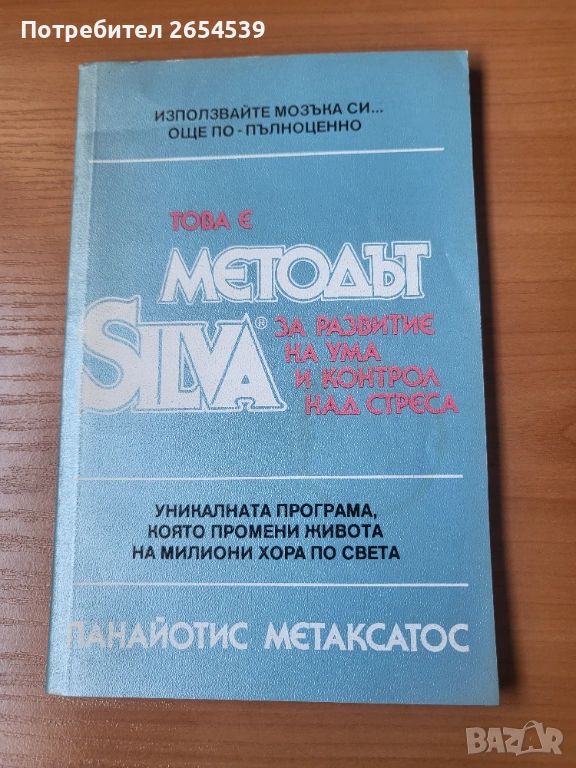 Потребител 2654539
ИЗПОЛЗВАЙТЕ МОЗЪКА СИ...
ОЩЕ ПО - ПЪЛНОЦЕННО
ТОВА Е
МЕТОДЪТ
SILVA® ЗА РАЗВИТИЕ
НА УМА
И КОНТРОЛ
НАД СТРЕСА
УНИКАЛНАТА ПРОГРАМА,
КОЯТО ПРОМЕНИ ЖИВОТА
НА МИЛИОНИ ХОРА ПО СВЕТА
ПАНАЙОТИС МЕТАКСАТОС
BAZAR